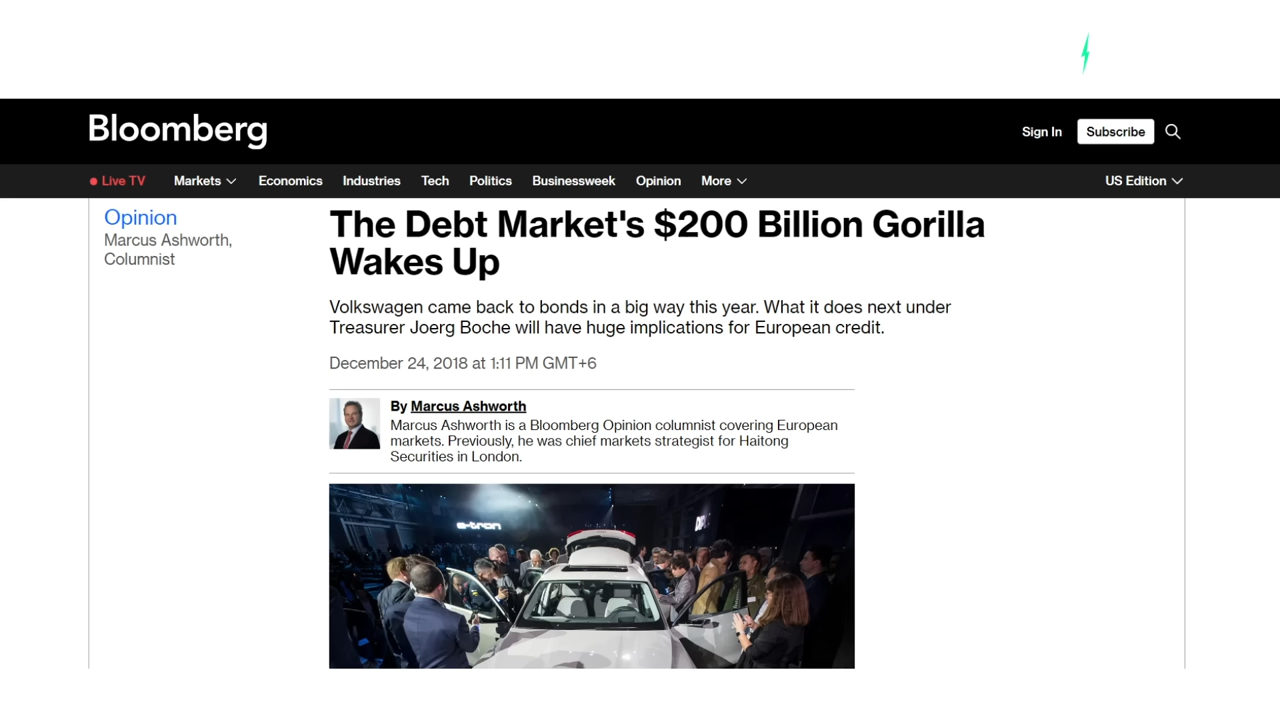 Bloomberg
Sign In
Subscribe
Live TV
Markets
Economics
Industries
Tech
Politics
Businessweek
Opinion
More
US Edition
Opinion
Marcus Ashworth,
Columnist
The Debt Market's $200 Billion Gorilla
Wakes Up
Volkswagen came back to bonds in a big way this year. What it does next under
Treasurer Joerg Boche will have huge implications for European credit.
December 24, 2018 at 1:11 PM GMT+6
By Marcus Ashworth
Marcus Ashworth is a Bloomberg Opinion columnist covering European
markets. Previously, he was chief markets strategist for Haitong
Securities in London.
e-tron